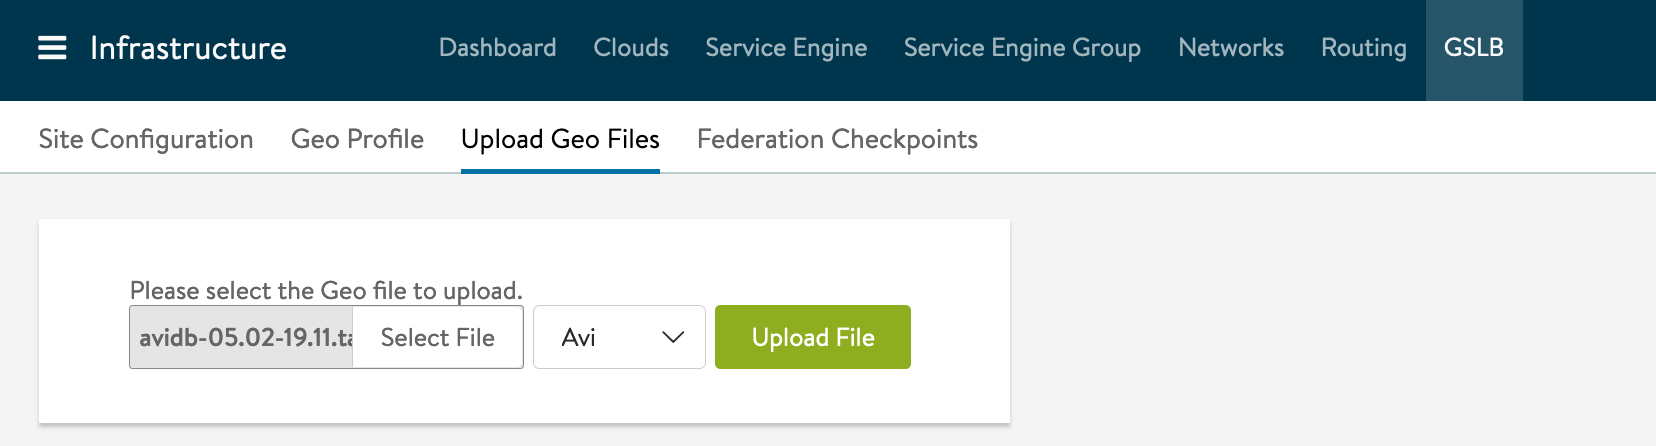 Infrastructure Dashboard Clouds Service Engine Service Engine Group Networks Routing GSLB
Site Configuration Geo Profile Upload Geo Files Federation Checkpoints
Please select the Geo file to upload.
avidb-05.02-19.11.ta Select File Avi Upload File